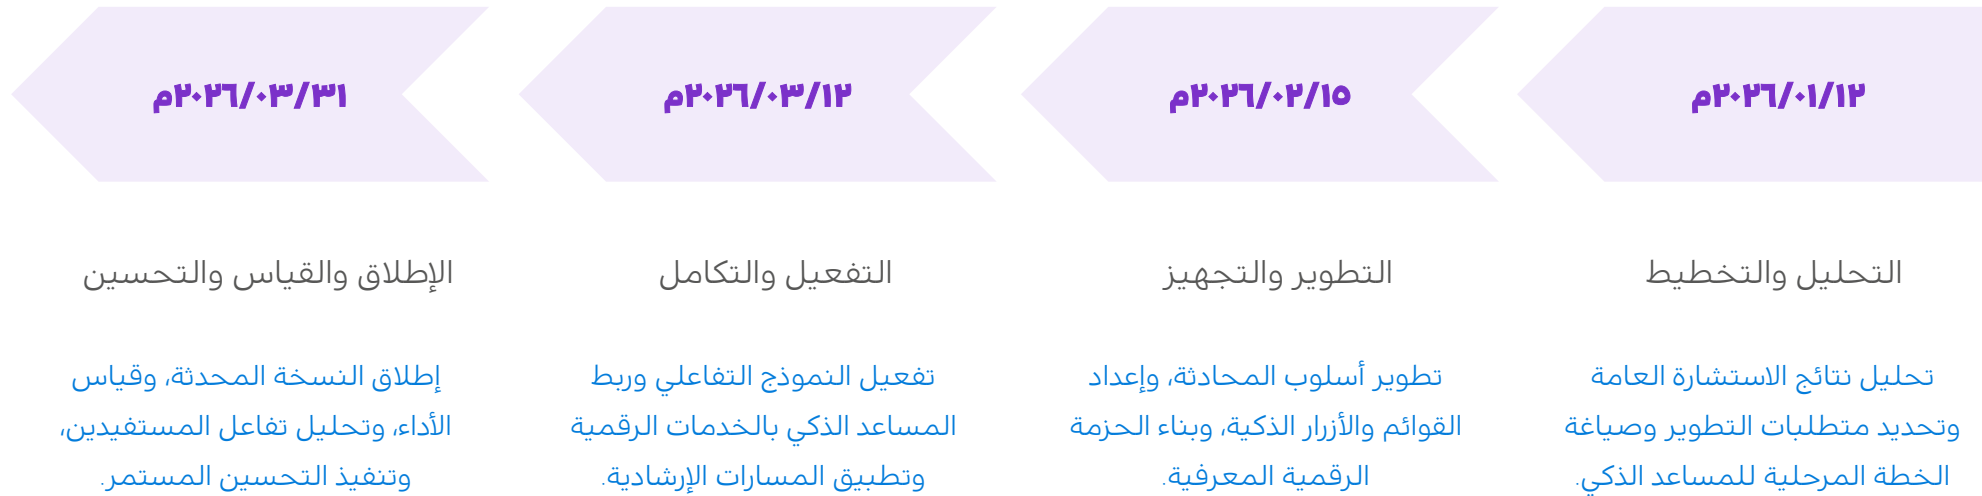 ٢٠٢٦/٠١/١٢م
التحليل والتخطيط
تحليل نتائج الاستشارة العامة
وتحديد متطلبات التطوير وصياغة
الخطة المرحلية للمساعد الذكي.
٢٠٢٦/٠٢/١٥م
التطوير والتجهيز
تطوير أسلوب المحادثة، وإعداد
القوائم والأزرار الذكية، وبناء الحزمة
الرقمية المعرفية.
٢٠٢٦/٠٣/١٢م
التفعيل والتكامل
تفعيل النموذج التفاعلي وربط
المساعد الذكي بالخدمات الرقمية
وتطبيق المسارات الإرشادية.
٢٠٢٦/٠٣/٣١م
الإطلاق والقياس والتحسين
إطلاق النسخة المحدثة، وقياس
الأداء، وتحليل تفاعل المستفيدين،
وتنفيذ التحسين المستمر.